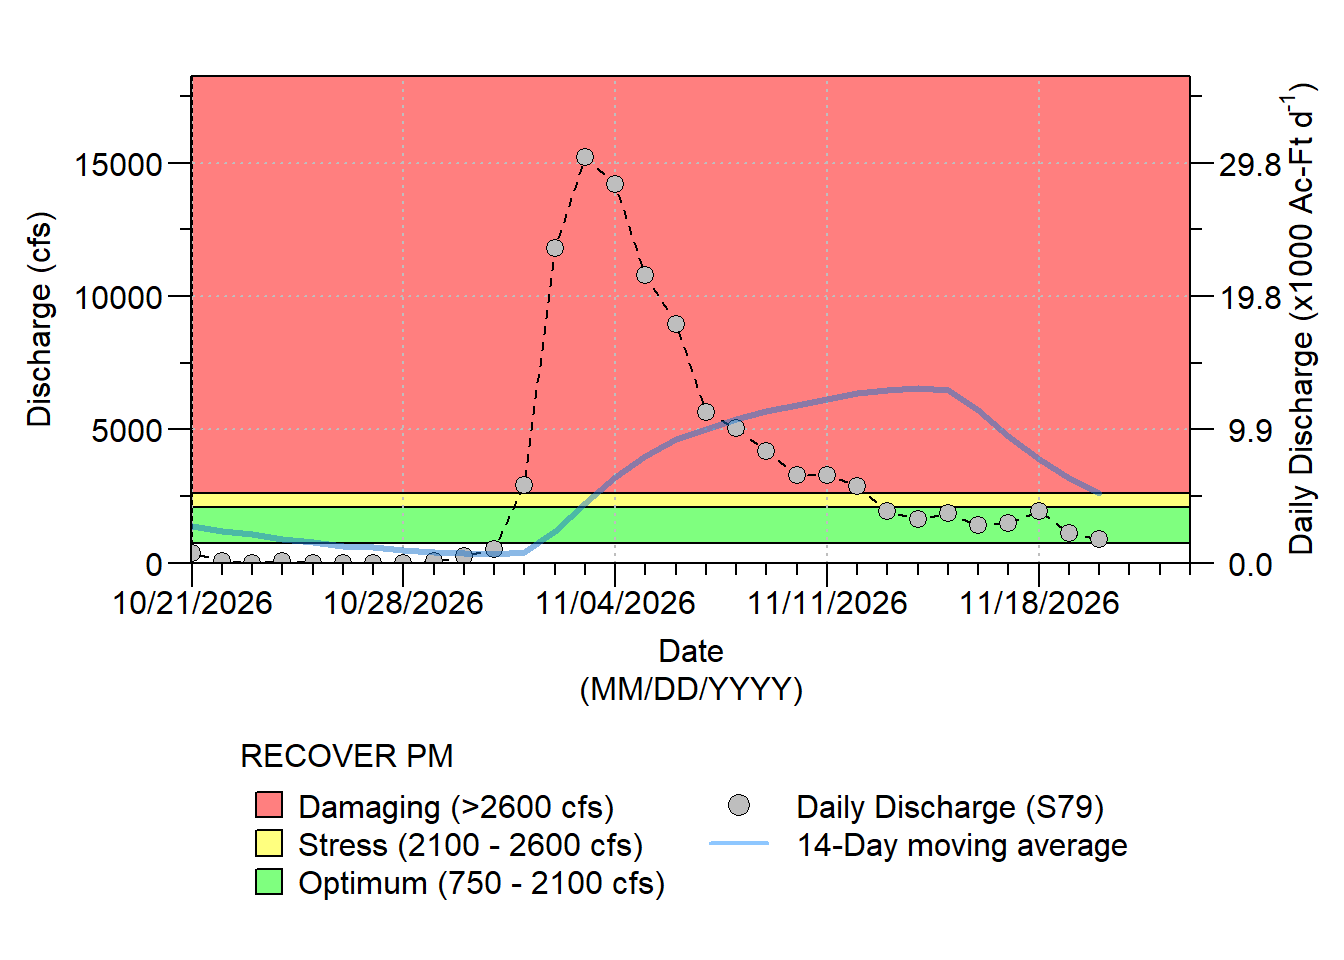 Discharge (cfs)
15000
10000
5000
0
29.8
19.8
9.9
0.0
Daily Discharge (x1000 Ac-Ft d-1)
10/21/2026 10/28/2026 11/04/2026 11/11/2026 11/18/2026
Date
(MM/DD/YYYY)
RECOVER PM
Damaging (>2600 cfs)
Stress (2100 - 2600 cfs)
Optimum (750 - 2100 cfs)
Daily Discharge (S79)
14-Day moving average